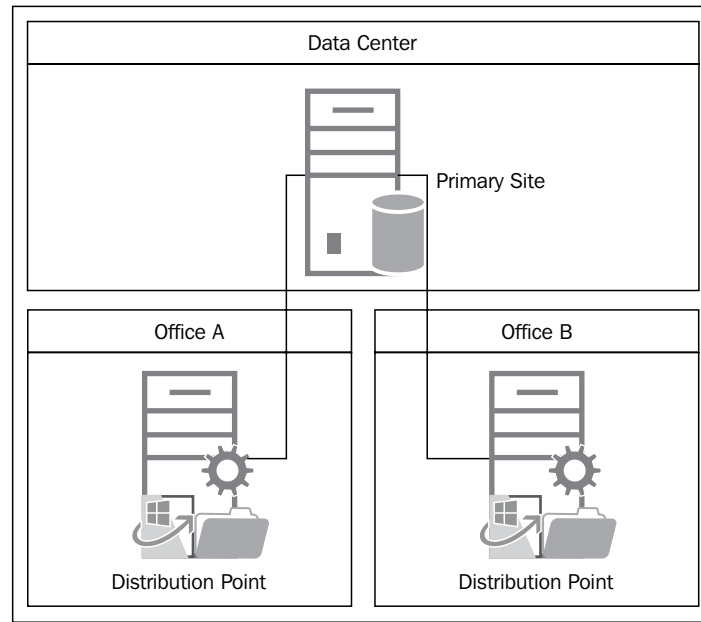 Data Center
Primary Site
Office A
Office B
Distribution Point
Distribution Point